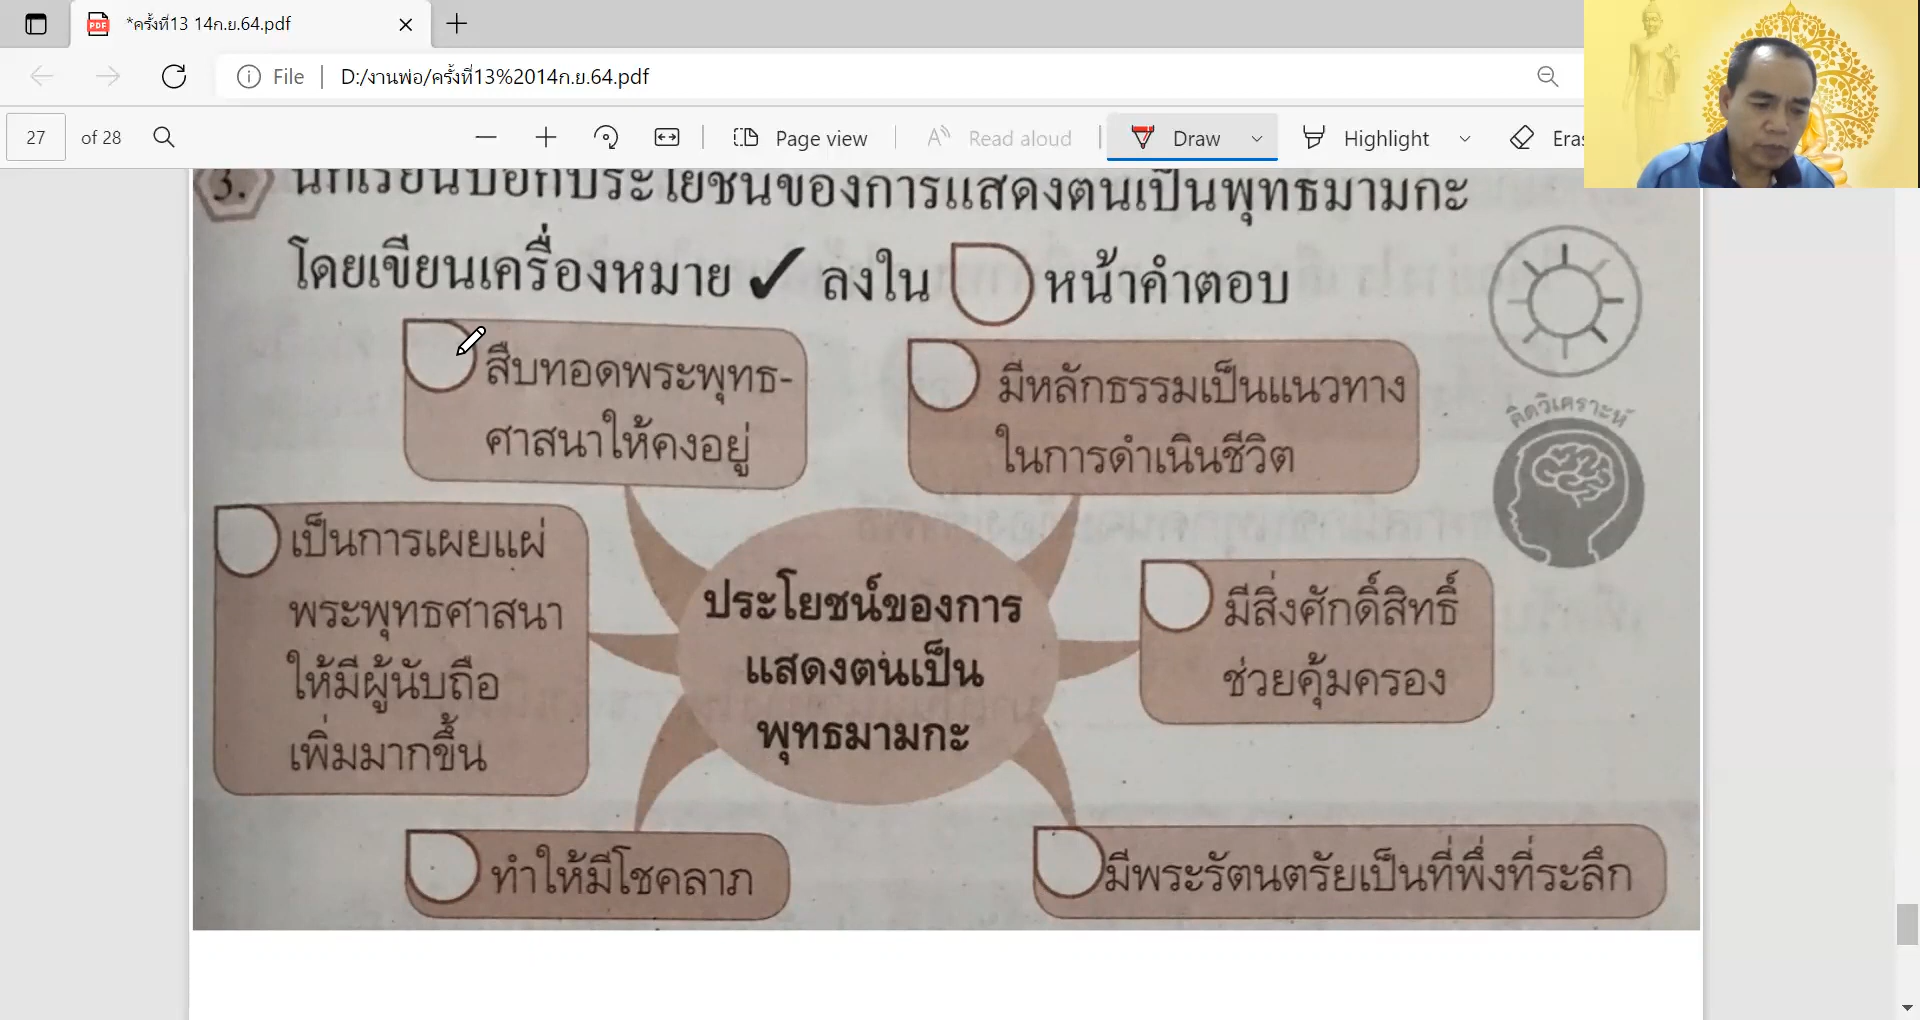 *ครั้งที่13 14ก.ย.64.pdf
File
D:/งานพ่อ/ครั้งที่13%2014ก.ย.64.pdf
27 of 28
Page view
Read aloud
Draw
Highlight
Eras
3. นักเรียนบอกประโยชน์ของการแสดงตนเป็นพุทธมามกะ
โดยเขียนเครื่องหมาย ✓ ลงใน หน้าคำตอบ
สืบทอดพระพุทธ-
ศาสนาให้คงอยู่
มีหลักธรรมเป็นแนวทาง
ในการดำเนินชีวิต
คิดวิเคราะห์
เป็นการเผยแผ่
พระพุทธศาสนา
ให้มีผู้นับถือ
เพิ่มมากขึ้น
ประโยชน์ของการ
แสดงตนเป็น
พุทธมามกะ
มีสิ่งศักดิ์สิทธิ์
ช่วยคุ้มครอง
ทำให้มีโชคลาภ
มีพระรัตนตรัยเป็นที่พึ่งที่ระลึก